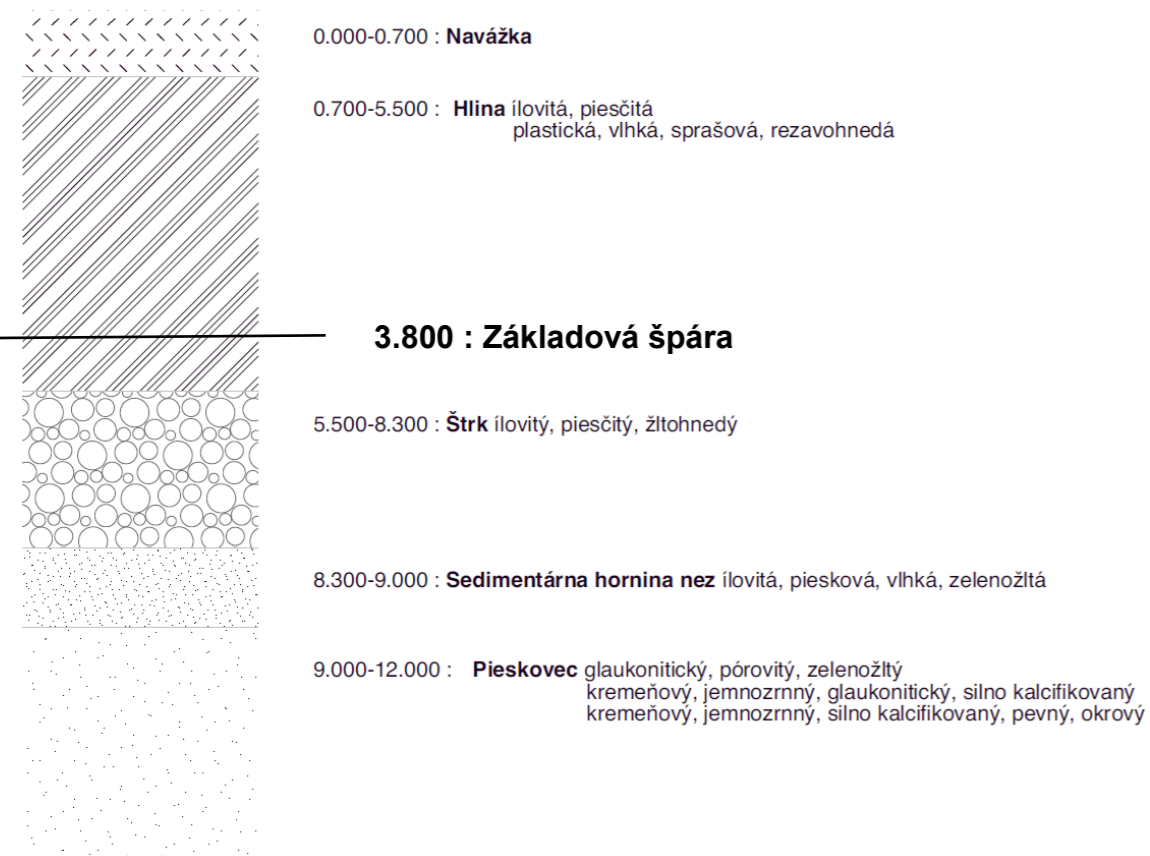 0.000-0.700 : Navážka
0.700-5.500 : Hlina ílovitá, piesčitá
plastická, vlhká, sprašová, rezavohnedá
3.800 : Základová špára
5.500-8.300 : Štrk ílovitý, piesčitý, žltohnedý
8.300-9.000 : Sedimentárna hornina nez ílovitá, piesková, vlhká, zelenožltá
9.000-12.000 : Pieskovec glaukonitický, pórovitý, zelenožltý
kremeňový, jemnozrnný, glaukonitický, silno kalcifikovaný
kremeňový, jemnozrnný, silno kalcifikovaný, pevný, okrový